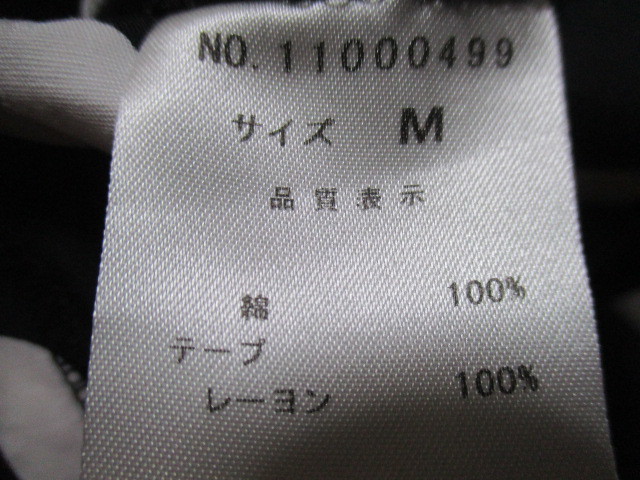 NO. 11000499
サイズ M
品質表示
綿 100%
テープ
レーヨン 100%